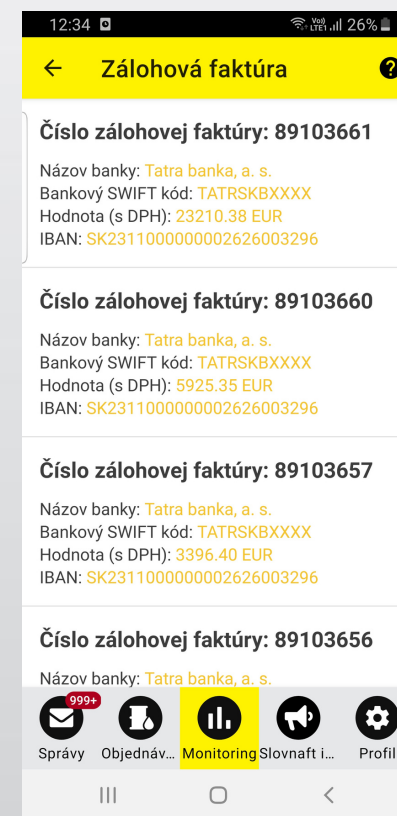 12:34 Vo)) LTE1 26%
Zálohová faktúra ?
Číslo zálohovej faktúry: 89103661
Názov banky: Tatra banka, a. s.
Bankový SWIFT kód: TATRSKBXXXX
Hodnota (s DPH): 23210.38 EUR
IBAN: SK2311000000002626003296
Číslo zálohovej faktúry: 89103660
Názov banky: Tatra banka, a. s.
Bankový SWIFT kód: TATRSKBXXXX
Hodnota (s DPH): 5925.35 EUR
IBAN: SK2311000000002626003296
Číslo zálohovej faktúry: 89103657
Názov banky: Tatra banka, a. s.
Bankový SWIFT kód: TATRSKBXXXX
Hodnota (s DPH): 3396.40 EUR
IBAN: SK2311000000002626003296
Číslo zálohovej faktúry: 89103656
Názov banky: Tatra banka, a. s.
999+
Správy Objednáv... Monitoring Slovnaft i... Profil